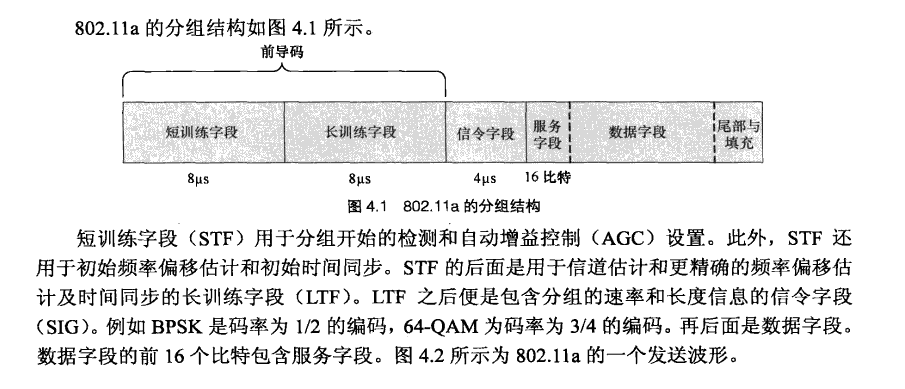 802.11a 的分组结构如图 4.1 所示。
前导码
短训练字段 长训练字段 信令字段 服务字段 数据字段 尾部与填充
8μs 8μs 4μs 16 比特
图 4.1 802.11a 的分组结构
短训练字段（STF）用于分组开始的检测和自动增益控制（AGC）设置。此外，STF 还
用于初始频率偏移估计和初始时间同步。STF 的后面是用于信道估计和更精确的频率偏移估
计及时间同步的长训练字段（LTF）。LTF 之后便是包含分组的速率和长度信息的信令字段
（SIG）。例如 BPSK 是码率为 1/2 的编码，64-QAM 为码率为 3/4 的编码。再后面是数据字段。
数据字段的前 16 个比特包含服务字段。图 4.2 所示为 802.11a 的一个发送波形。